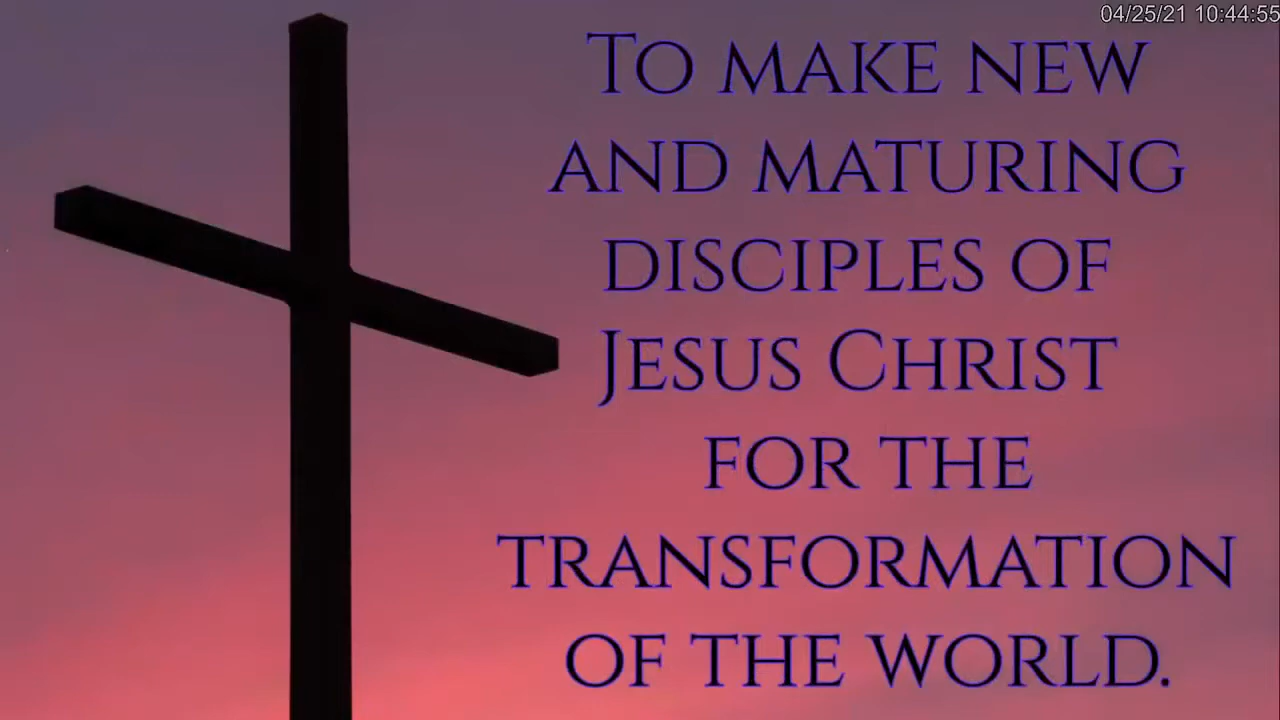 04/25/21 10:44:55
To make new
and maturing
disciples of
Jesus Christ
for the
transformation
of the world.